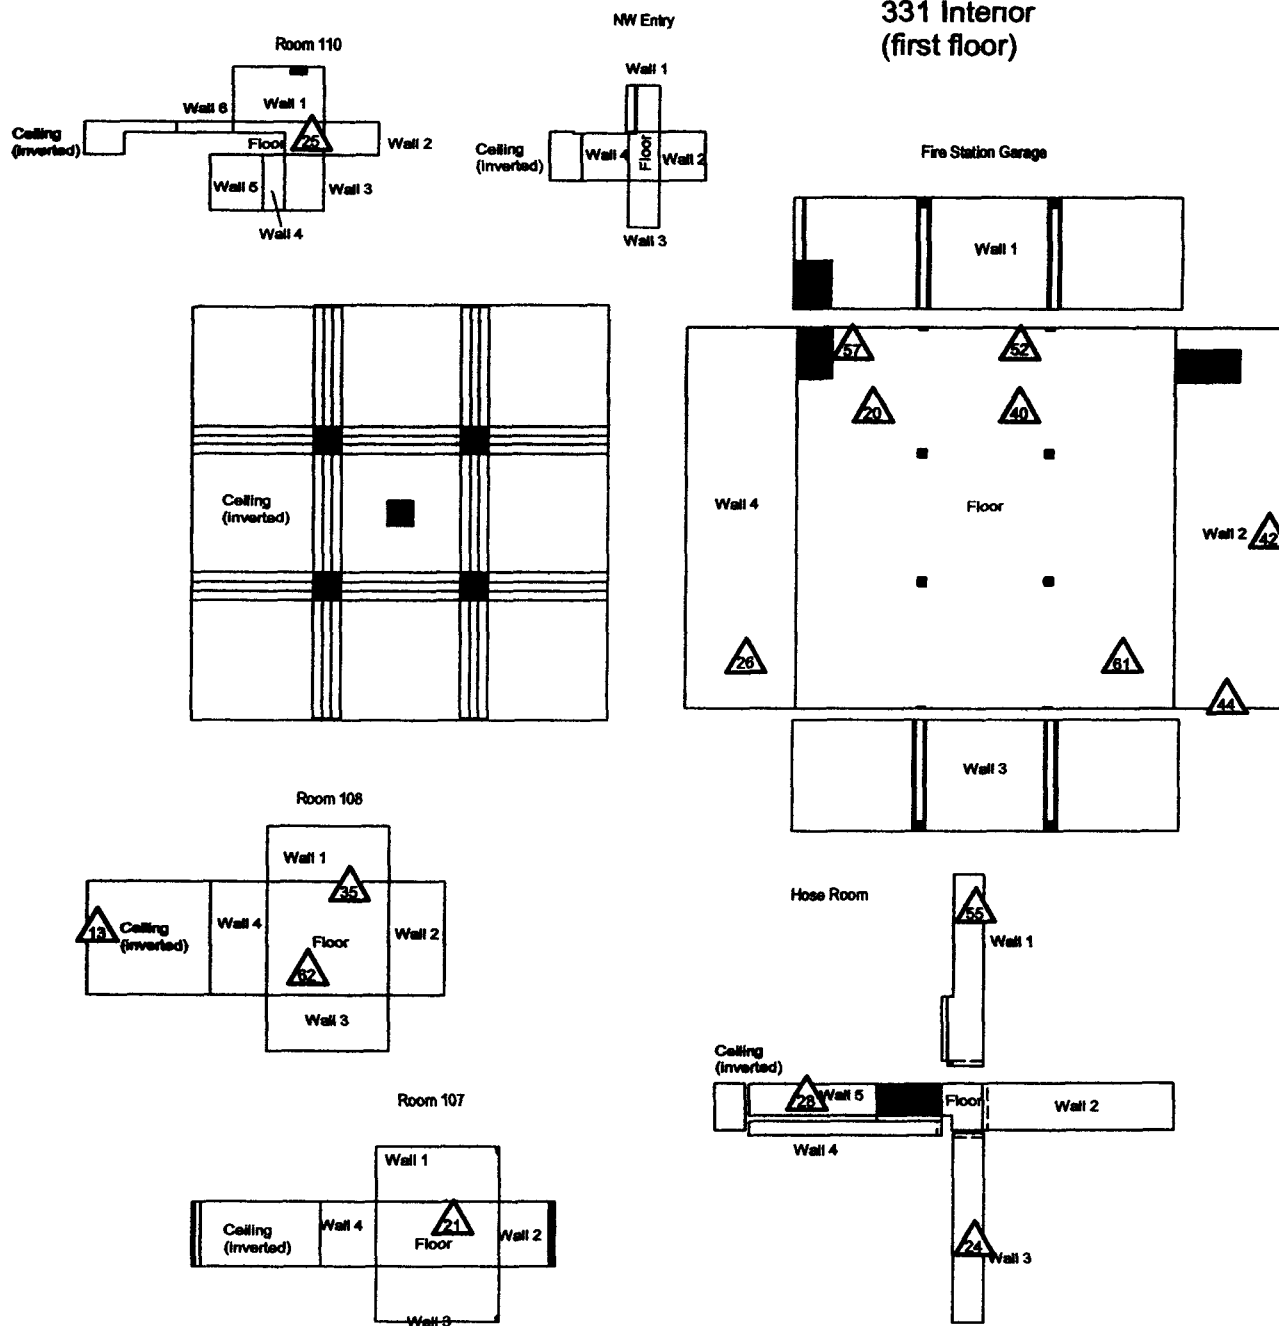 331 Interior
(first floor)
NW Entry
Room 110
Wall 1
Wall 6
Wall 1
Ceiling
(inverted)
Floor
25
Wall 2
Wall 5
Wall 3
Wall 4
Ceiling
(inverted)
Wall 4
Floor
Wall 2
Wall 3
Fire Station Garage
Wall 1
57
52
20
40
Wall 4
Floor
Wall 2
42
26
61
44
Wall 3
Ceiling
(inverted)
Room 108
Wall 1
35
13
Ceiling
(inverted)
Wall 4
Floor
Wall 2
62
Wall 3
Hose Room
55
Wall 1
Ceiling
(inverted)
28
Wall 5
Floor
Wall 2
Wall 4
24
Wall 3
Room 107
Wall 1
Ceiling
(inverted)
Wall 4
21
Floor
Wall 2
Wall 3